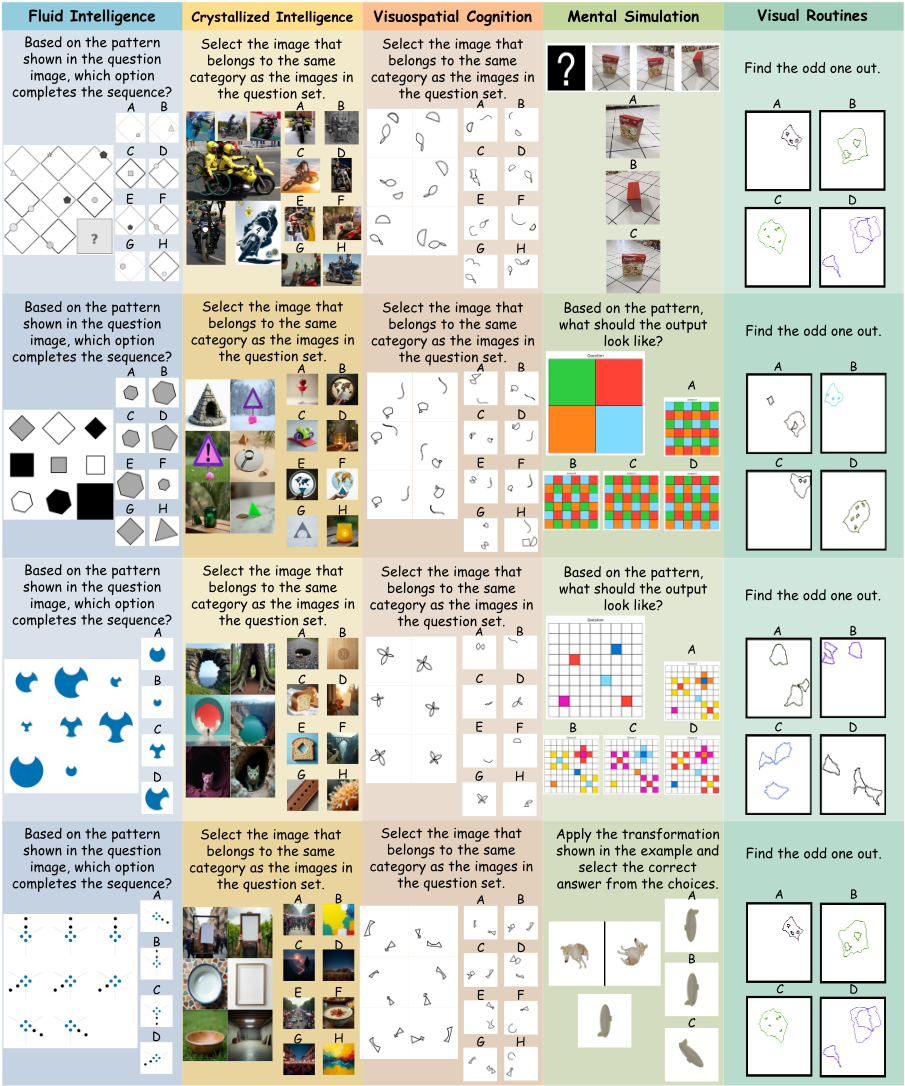 Fluid Intelligence
Crystallized Intelligence
Visuospatial Cognition
Mental Simulation
Visual Routines
Based on the pattern
shown in the question
image, which option
completes the sequence?
A
B
C
D
E
F
G
H
?
Select the image that
belongs to the same
category as the images in
the question set.
A
B
C
D
E
F
G
H
Select the image that
belongs to the same
category as the images in
the question set.
A
B
C
D
E
F
G
H
?
A
B
C
Find the odd one out.
A
B
C
D
Based on the pattern
shown in the question
image, which option
completes the sequence?
A
B
C
D
E
F
G
H
Select the image that
belongs to the same
category as the images in
the question set.
A
B
C
D
E
F
G
H
Select the image that
belongs to the same
category as the images in
the question set.
A
B
C
D
E
F
G
H
Based on the pattern,
what should the output
look like?
Question
A
B
C
D
Find the odd one out.
A
B
C
D
Based on the pattern
shown in the question
image, which option
completes the sequence?
A
B
C
D
Select the image that
belongs to the same
category as the images in
the question set.
A
B
C
D
E
F
G
H
Select the image that
belongs to the same
category as the images in
the question set.
A
B
C
D
E
F
G
H
Based on the pattern,
what should the output
look like?
Question
A
B
C
D
Find the odd one out.
A
B
C
D
Based on the pattern
shown in the question
image, which option
completes the sequence?
A
B
C
D
Select the image that
belongs to the same
category as the images in
the question set.
A
B
C
D
E
F
G
H
Select the image that
belongs to the same
category as the images in
the question set.
A
B
C
D
E
F
G
H
Apply the transformation
shown in the example and
select the correct
answer from the choices.
A
B
C
Find the odd one out.
A
B
C
D